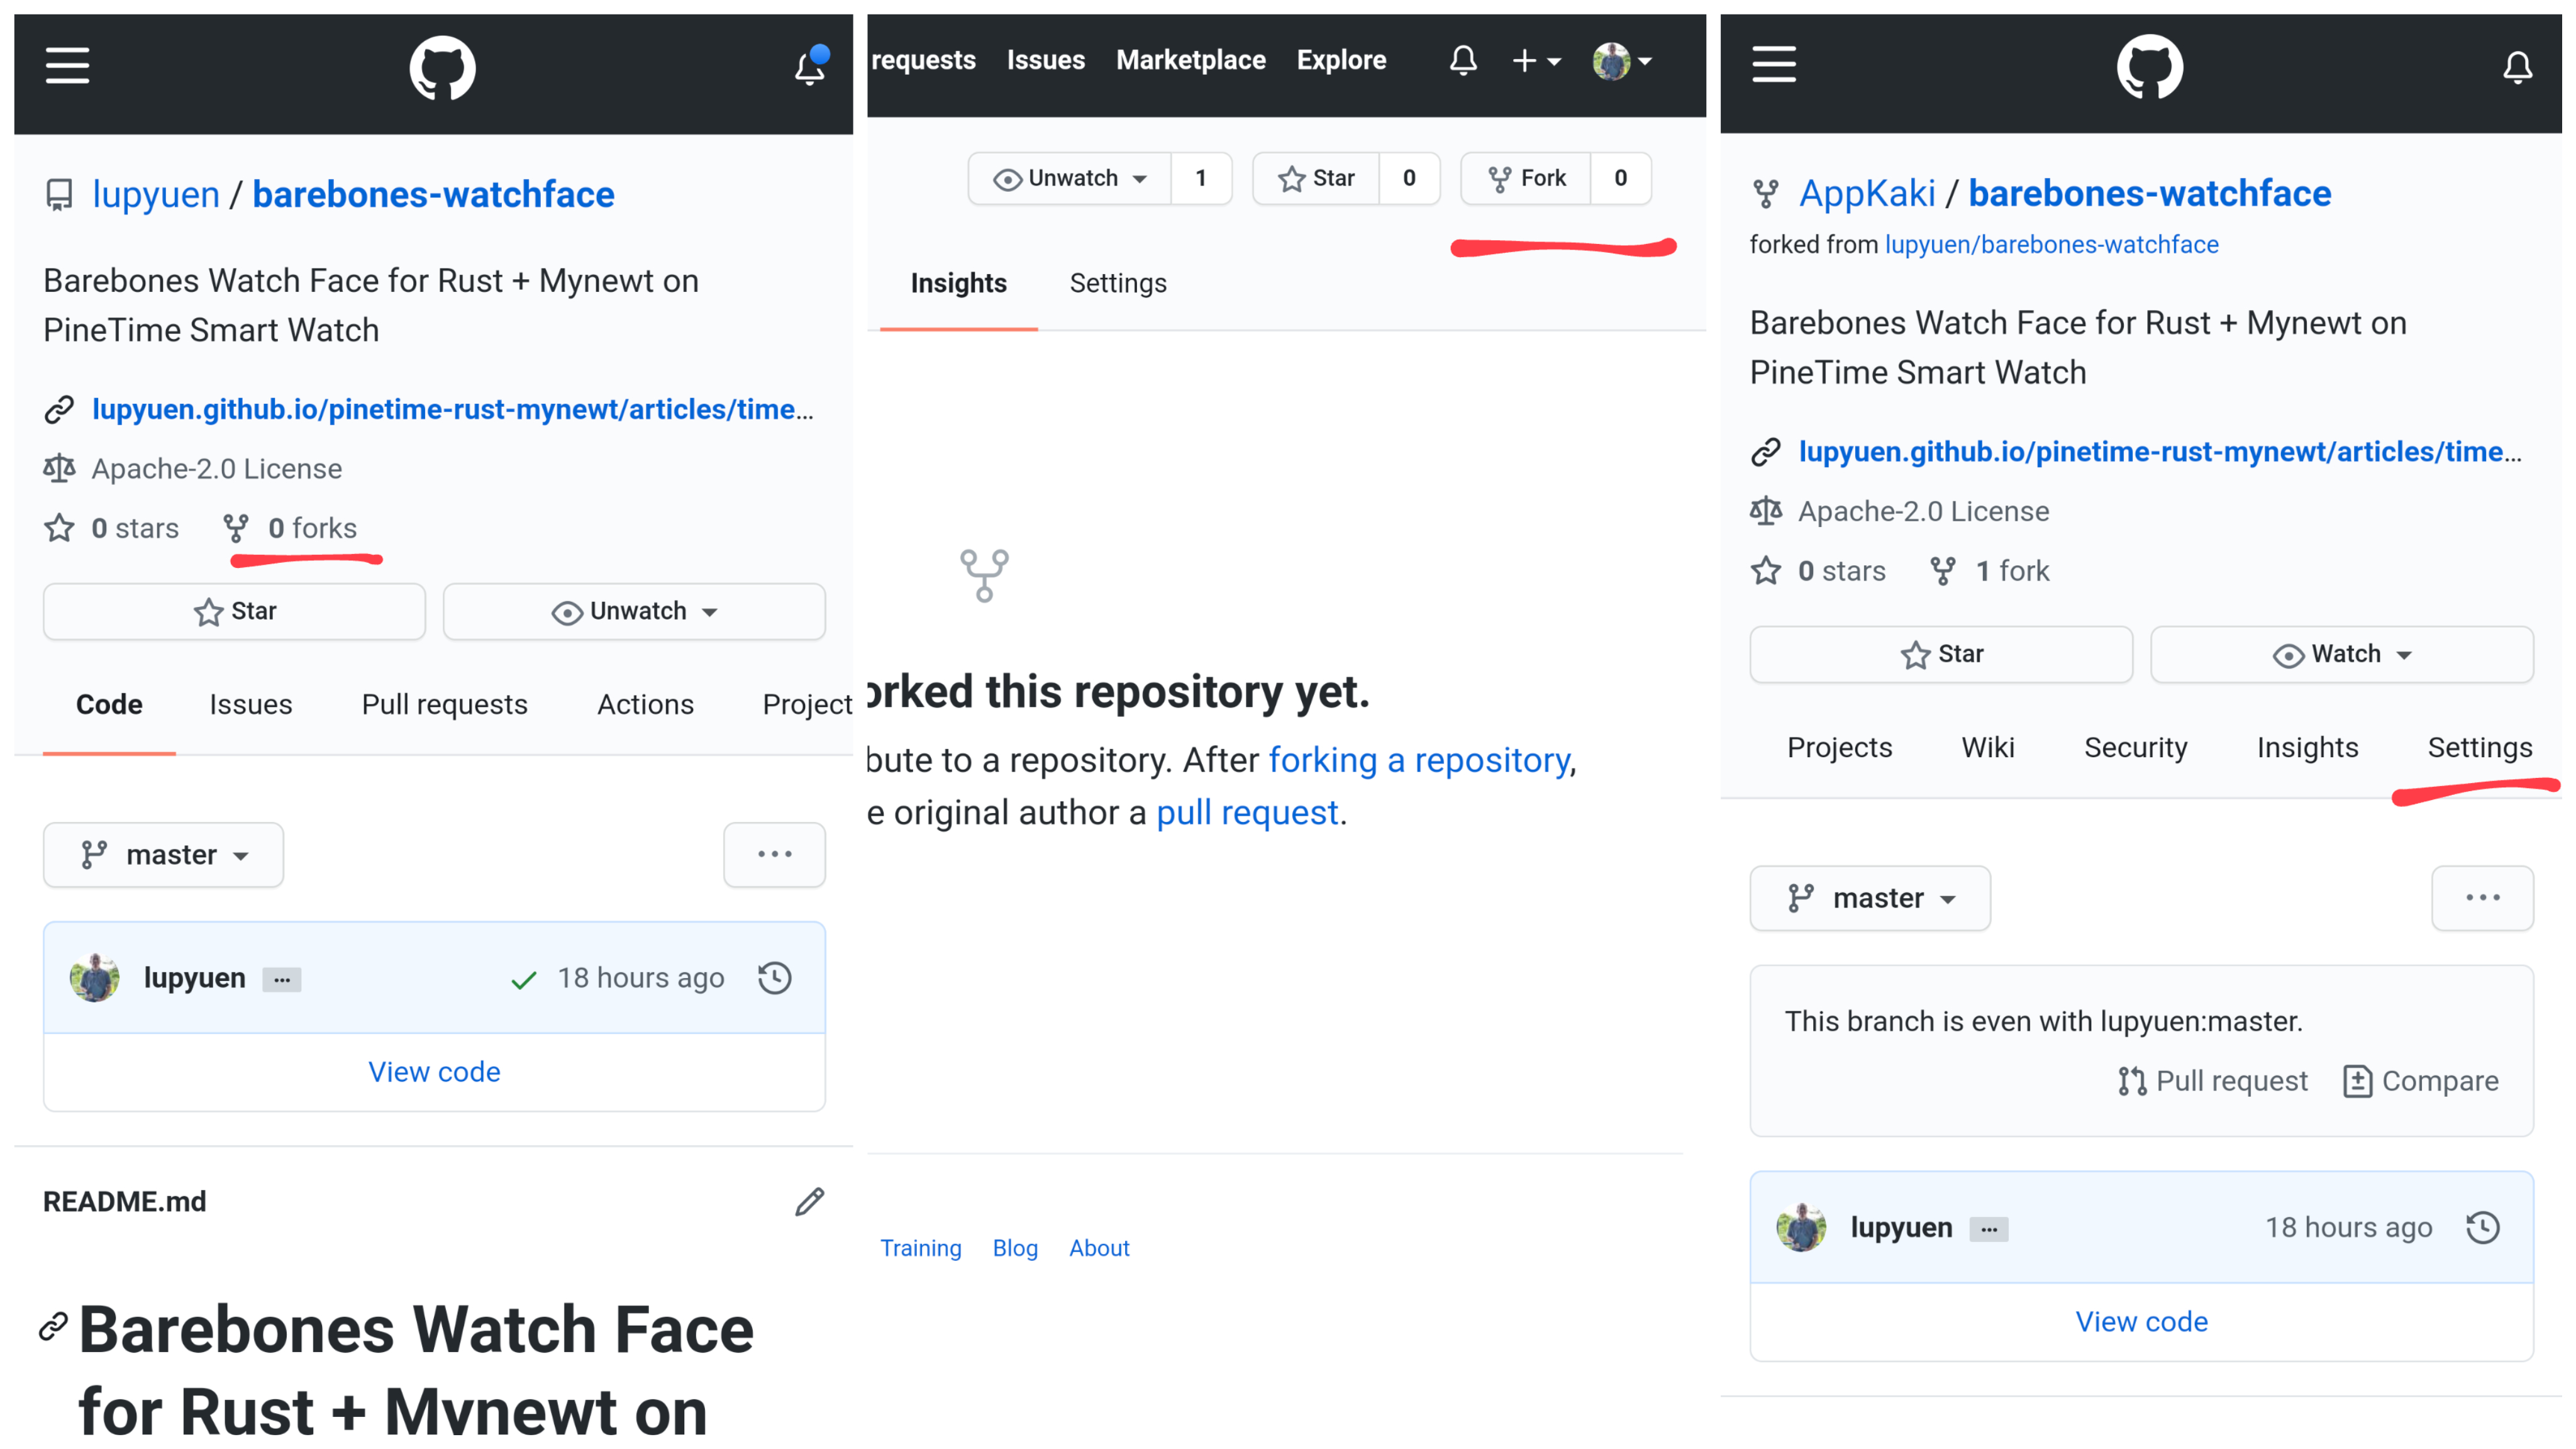 lupyuen / barebones-watchface
Barebones Watch Face for Rust + Mynewt on
PineTime Smart Watch
lupyuen.github.io/pinetime-rust-mynewt/articles/time...
Apache-2.0 License
0 stars 0 forks
Star Unwatch
Code Issues Pull requests Actions Project
master ...
lupyuen ... 18 hours ago
View code
README.md
Barebones Watch Face
for Rust + Mynewt on
requests Issues Marketplace Explore
Unwatch 1 Star 0 Fork 0
Insights Settings
orked this repository yet.
bute to a repository. After forking a repository,
e original author a pull request.
Training Blog About
AppKaki / barebones-watchface
forked from lupyuen/barebones-watchface
Barebones Watch Face for Rust + Mynewt on
PineTime Smart Watch
lupyuen.github.io/pinetime-rust-mynewt/articles/time...
Apache-2.0 License
0 stars 1 fork
Star Watch
Projects Wiki Security Insights Settings
master ...
This branch is even with lupyuen:master.
Pull request Compare
lupyuen ... 18 hours ago
View code